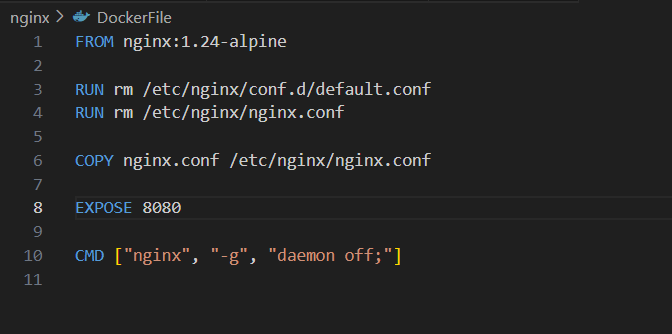 nginx > DockerFile
1 FROM nginx:1.24-alpine
2
3 RUN rm /etc/nginx/conf.d/default.conf
4 RUN rm /etc/nginx/nginx.conf
5
6 COPY nginx.conf /etc/nginx/nginx.conf
7
8 EXPOSE 8080
9
10 CMD ["nginx", "-g", "daemon off;"]
11